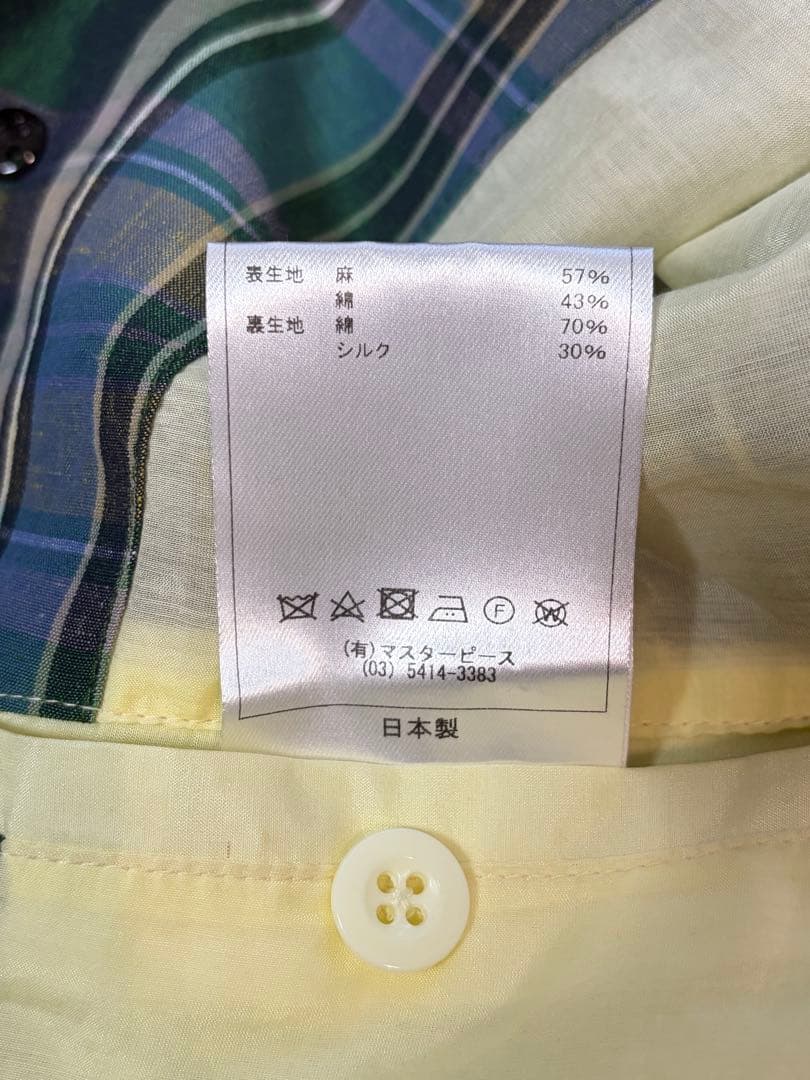 表生地 麻 57%
綿 43%
裏生地 綿 70%
シルク 30%
F W
(有)マスターピース
(03) 5414-3383
日本製